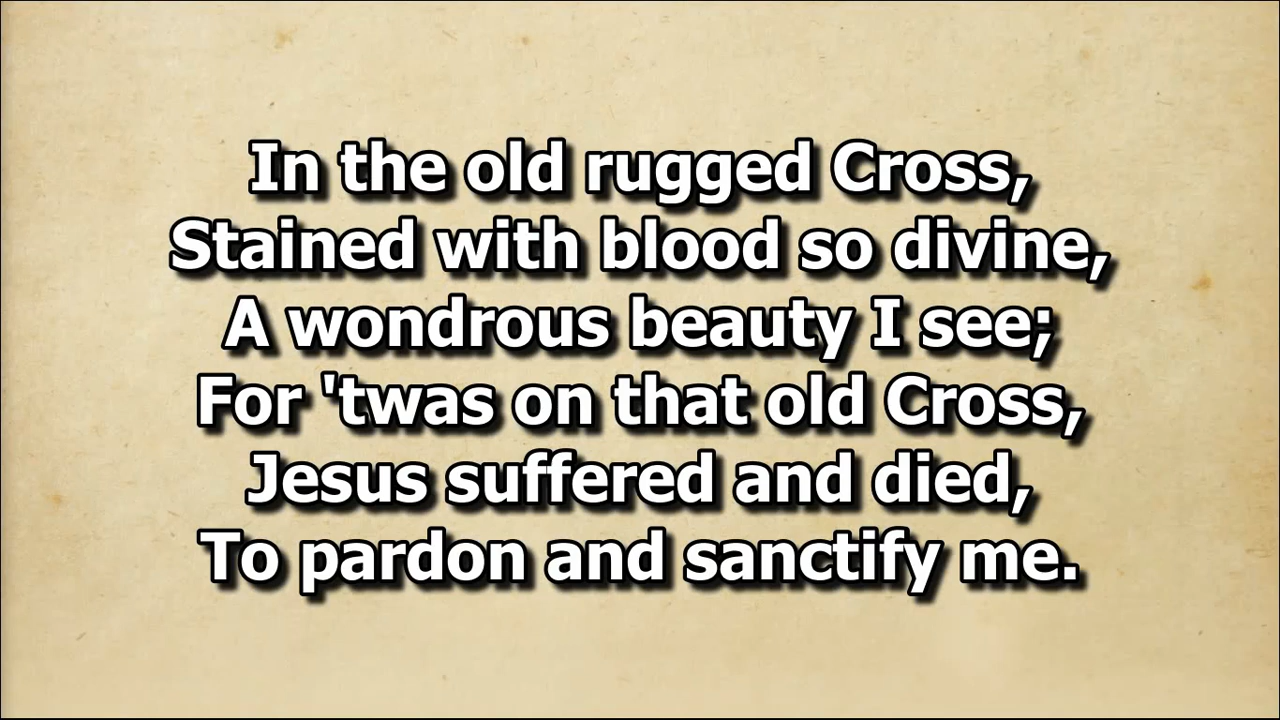 In the old rugged Cross,
Stained with blood so divine,
A wondrous beauty I see;
For 'twas on that old Cross,
Jesus suffered and died,
To pardon and sanctify me.